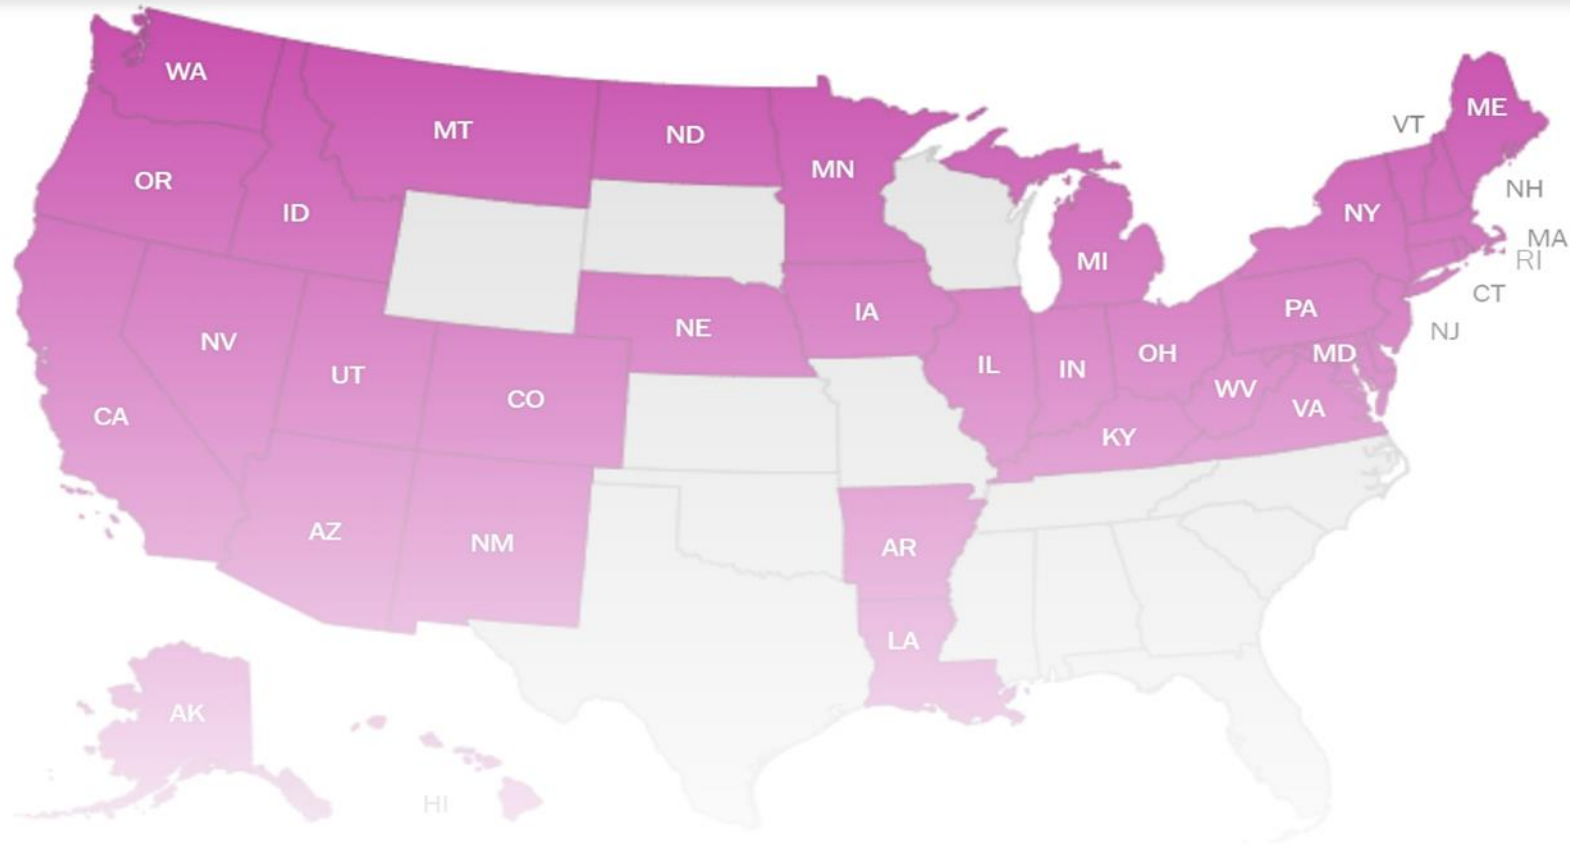 WA
MT
ND
MN
OR
ID
MI
NE
IA
NV
UT
CO
CA
IL
IN
OH
PA
MD
WV
VA
KY
AZ
NM
AR
LA
AK
HI
NY
VT
ME
NH
MA
RI
CT
NJ